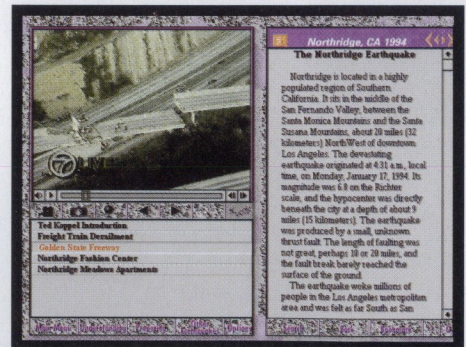 7 LIVE
Ted Koppel Introduction
Freight Train Derailment
Golden State Freeway
Northridge Fashion Center
Northridge Meadows Apartments
Northridge, CA 1994
The Northridge Earthquake
Northridge is located in a highly
populated region of Southern
California. It sits in the middle of the
San Fernando Valley, between the
Santa Monica Mountains and the Santa
Susana Mountains, about 20 miles (32
kilometers) NorthWest of downtown
Los Angeles. The devastating
earthquake originated at 4:31 a.m., local
time, on Monday, January 17, 1994. Its
magnitude was 6.8 on the Richter
scale, and the hypocenter was directly
beneath the city at a depth of about 9
miles (15 kilometers). The earthquake
was produced by a small, unknown
thrust fault. The length of faulting was
not great, perhaps 10 or 20 miles, and
the fault break barely reached the
surface of the ground.
The earthquake woke millions of
people in the Los Angeles metropolitan
area and was felt as far South as San